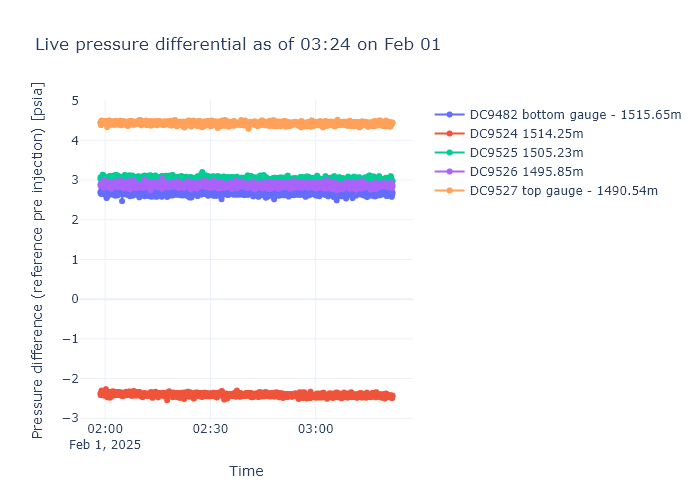 Live pressure differential as of 03:24 on Feb 01
Pressure difference (reference pre injection) [psia]
5
4
3
2
1
0
−1
−2
−3
02:00
02:30
03:00
Feb 1, 2025
Time
DC9482 bottom gauge - 1515.65m
DC9524 1514.25m
DC9525 1505.23m
DC9526 1495.85m
DC9527 top gauge - 1490.54m